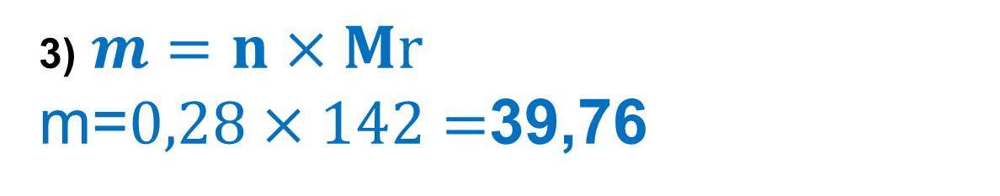 3) m = n × Mr
m=0,28 × 142 =39,76